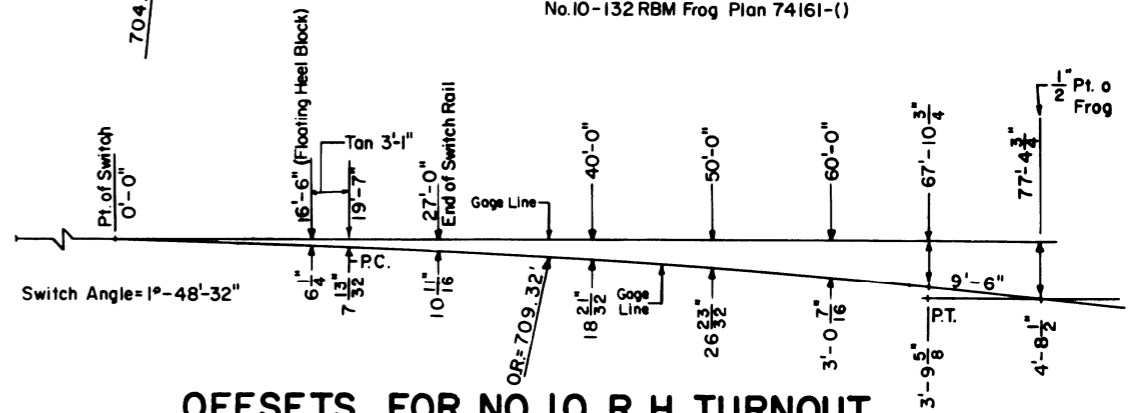 No.10-132 RBM Frog Plan 74161-()
704.
Pt. of Switch
0'-0"
16'-6" (Floating Heel Block)
Tan 3'-1"
19'-7"
27'-0"
End of Switch Rail
Gage Line
40'-0"
50'-0"
60'-0"
67'-10 3/4"
77'-4 3/4"
1/2" Pt. o
Frog
Switch Angle=1°-48'-32"
6 1/4"
7 13/32"
P.C.
10 11/16"
O.R.=709.32'
18 21/32"
Gage
Line
26 23/32"
3'-0 7/16"
3'-9 5/8"
9'-6"
P.T.
4'-8 1/2"
OFFSETS FOR NO.10 R.H. TURNOUT